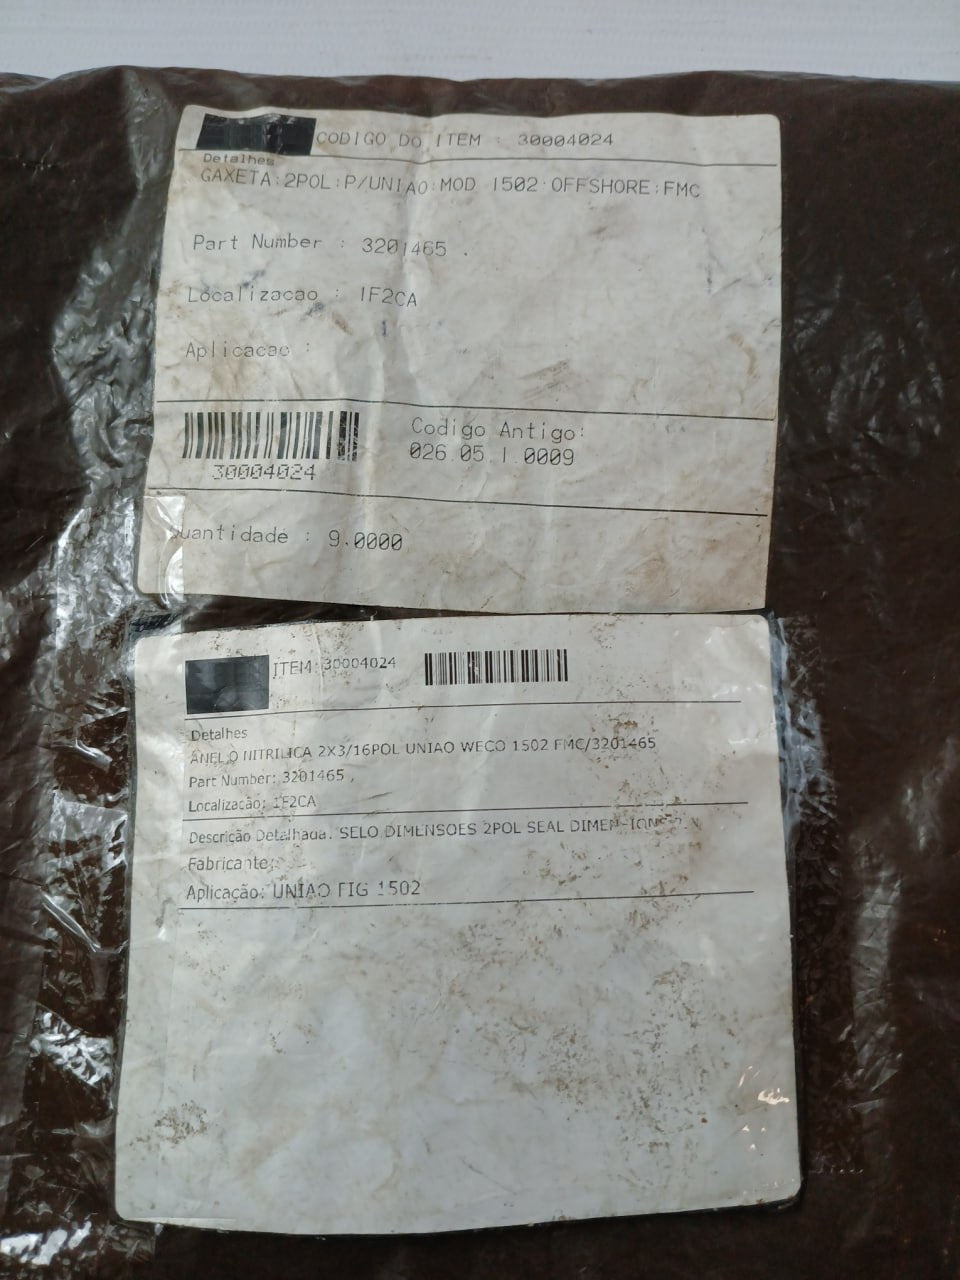 CODIGO DO ITEM : 30004024
Detalhes
GAXETA:2POL:P/UNIAO:MOD 1502:OFFSHORE:FMC
Part Number : 3201465 .
Localizacao : 1F2CA
Aplicacao :
Codigo Antigo:
026.05.1.0009
30004024
Quantidade : 9.0000
ITEM: 30004024
Detalhes
ANEL O NITRILICA 2X3/16POL UNIAO WECO 1502 FMC/3201465
Part Number: 3201465 ,
Localização: 1F2CA
Descrição Detalhada: SELO DIMENSOES 2POL SEAL
Fabricante:
Aplicação: UNIAO FIG 1502